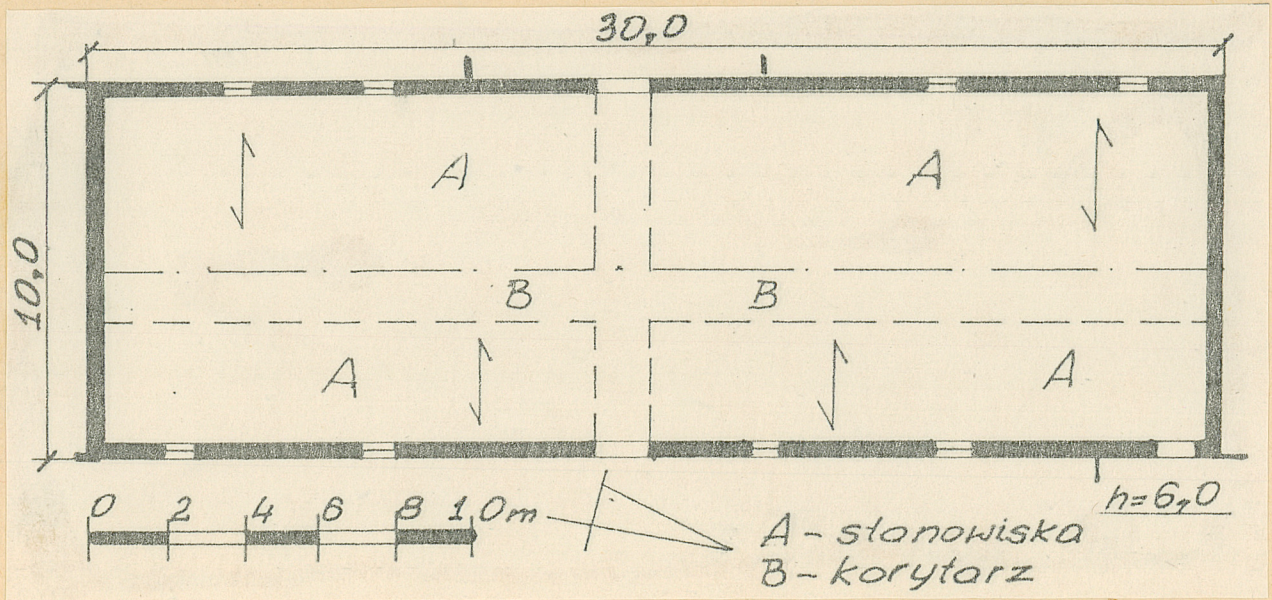 30,0
A A
10,0
B B
A A
0 2 4 6 8 10m
h=6,0
A - stanowiska
B - korytarz